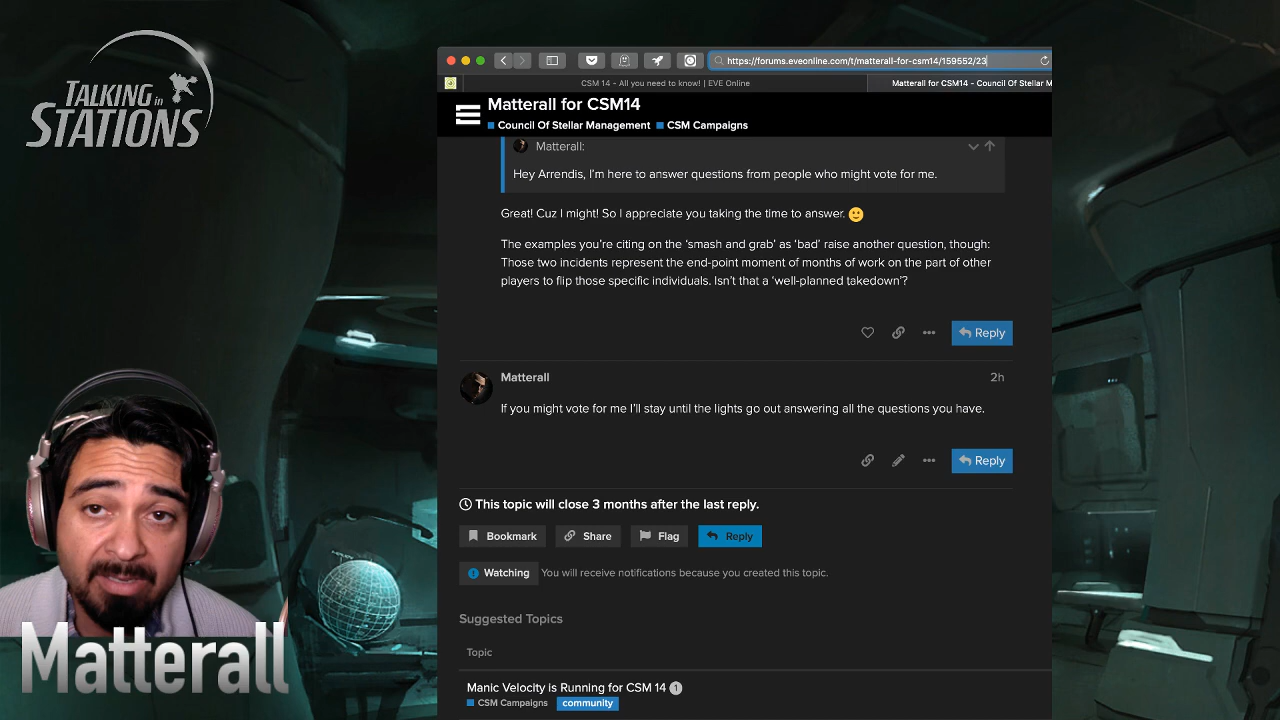 TALKING in
STATIONS
https://forums.eveonline.com/t/matterall-for-csm14/159552/23
CSM 14 - All you need to know! | EVE Online
Matterall for CSM14 - Council Of Stellar M
Matterall for CSM14
Council Of Stellar Management CSM Campaigns
Matterall:
Hey Arrendis, I'm here to answer questions from people who might vote for me.
Great! Cuz I might! So I appreciate you taking the time to answer.
The examples you're citing on the 'smash and grab' as 'bad' raise another question, though:
Those two incidents represent the end-point moment of months of work on the part of other
players to flip those specific individuals. Isn't that a 'well-planned takedown'?
Reply
Matterall 2h
If you might vote for me I'll stay until the lights go out answering all the questions you have.
Reply
This topic will close 3 months after the last reply.
Bookmark Share Flag Reply
Watching You will receive notifications because you created this topic.
Suggested Topics
Topic
Manic Velocity is Running for CSM 14 1
CSM Campaigns community
Matterall